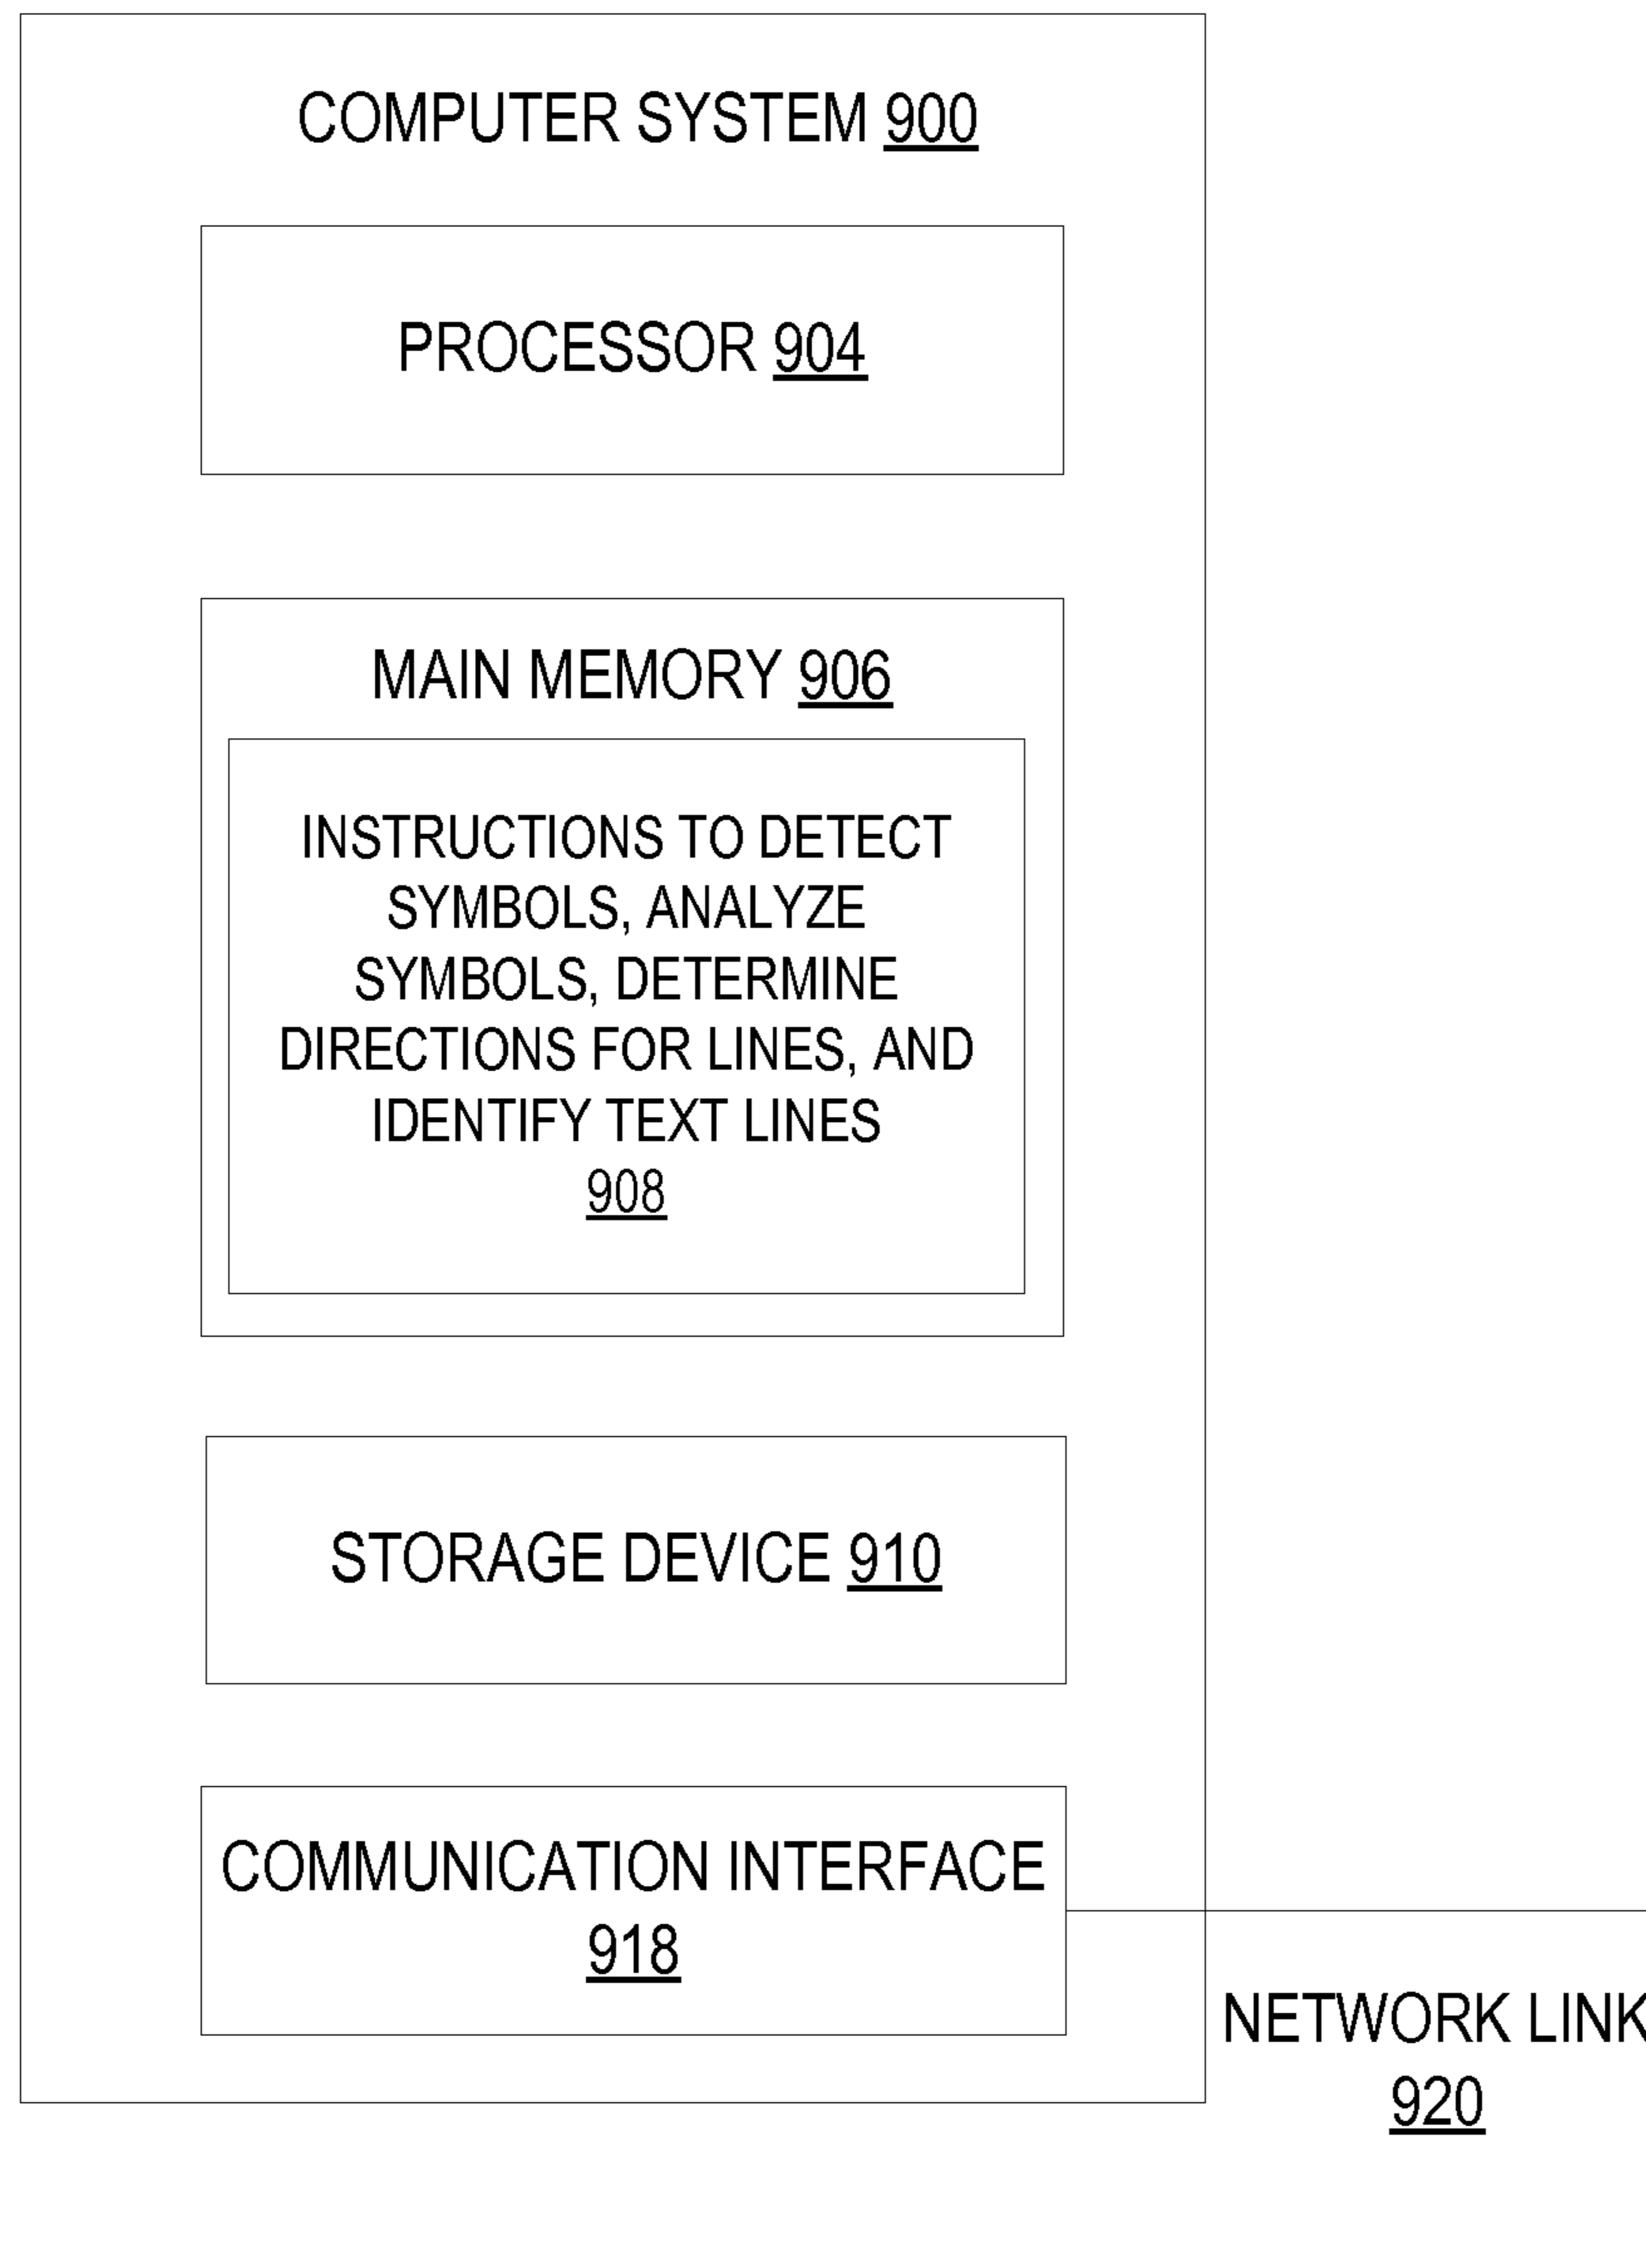 COMPUTER SYSTEM 900
PROCESSOR 904
MAIN MEMORY 906
INSTRUCTIONS TO DETECT
SYMBOLS, ANALYZE
SYMBOLS, DETERMINE
DIRECTIONS FOR LINES, AND
IDENTIFY TEXT LINES
908
STORAGE DEVICE 910
COMMUNICATION INTERFACE
918
NETWORK LINK
920